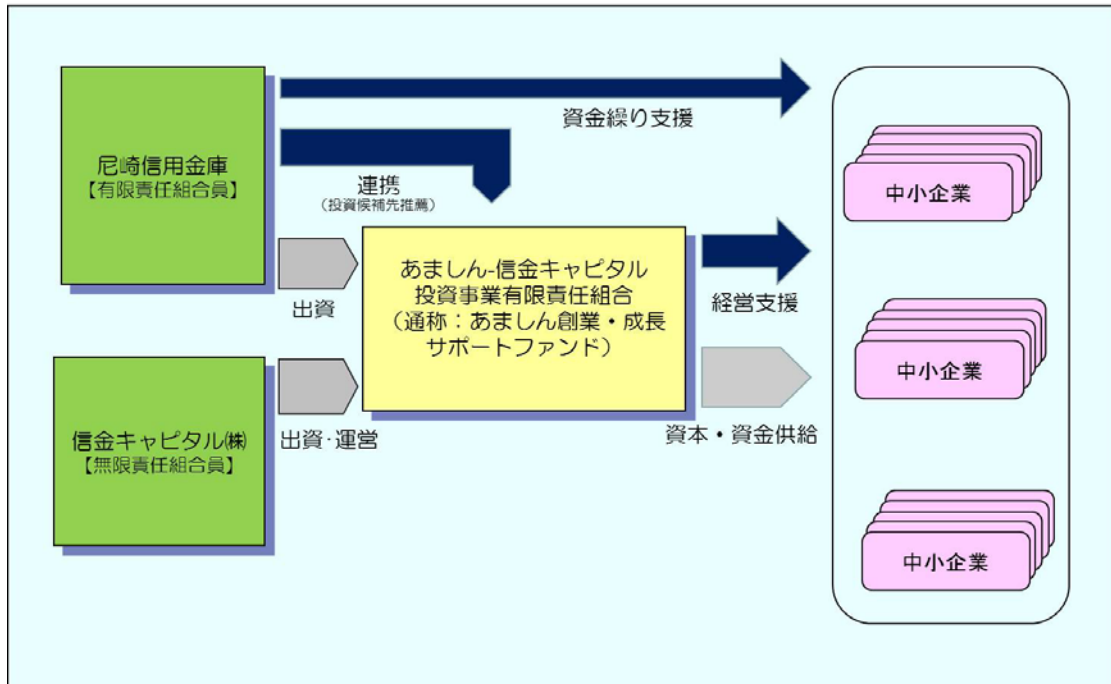 尼崎信用金庫
【有限責任組合員】
資金繰り支援
連携
(投資候補先推薦)
出資
あましん-信金キャピタル
投資事業有限責任組合
(通称：あましん創業・成長
サポートファンド)
経営支援
資本・資金供給
信金キャピタル㈱
【無限責任組合員】
出資·運営
中小企業
中小企業
中小企業